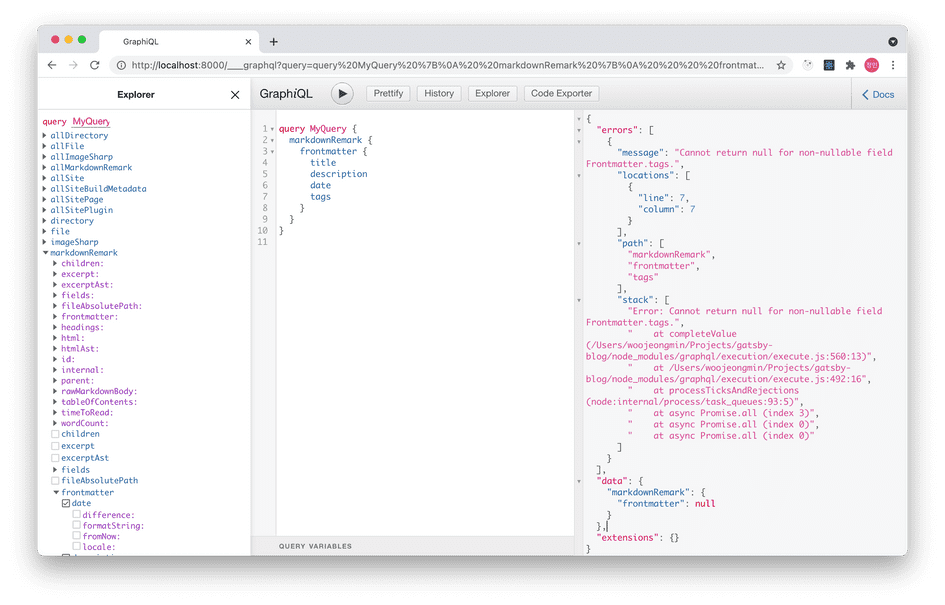 GraphiQL
http://localhost:8000/___graphql?query=query%20MyQuery%20%7B%0A%20%20markdownRemark%20%7B%0A%20%20%20%20frontmat...
정민
Explorer
query MyQuery
allDirectory
allFile
allImageSharp
allMarkdownRemark
allSite
allSiteBuildMetadata
allSitePage
allSitePlugin
directory
file
imageSharp
markdownRemark
children:
excerpt:
excerptAst:
fields:
fileAbsolutePath:
frontmatter:
headings:
html:
htmlAst:
id:
internal:
parent:
rawMarkdownBody:
tableOfContents:
timeToRead:
wordCount:
children
excerpt
excerptAst
fields
fileAbsolutePath
frontmatter
date
difference:
formatString:
fromNow:
locale:
GraphiQL
Prettify
History
Explorer
Code Exporter
Docs
1 query MyQuery {
2 markdownRemark {
3 frontmatter {
4 title
5 description
6 date
7 tags
8 }
9 }
10 }
11
QUERY VARIABLES
{
"errors": [
{
"message": "Cannot return null for non-nullable field
Frontmatter.tags.",
"locations": [
{
"line": 7,
"column": 7
}
],
"path": [
"markdownRemark",
"frontmatter",
"tags"
],
"stack": [
"Error: Cannot return null for non-nullable field
Frontmatter.tags.",
"    at completeValue
(/Users/woojeongmin/Projects/gatsby-
blog/node_modules/graphql/execution/execute.js:560:13)",
"    at /Users/woojeongmin/Projects/gatsby-
blog/node_modules/graphql/execution/execute.js:492:16",
"    at processTicksAndRejections
(node:internal/process/task_queues:93:5)",
"    at async Promise.all (index 3)",
"    at async Promise.all (index 0)",
"    at async Promise.all (index 0)"
]
}
],
"data": {
"markdownRemark": {
"frontmatter": null
}
},
"extensions": {}
}